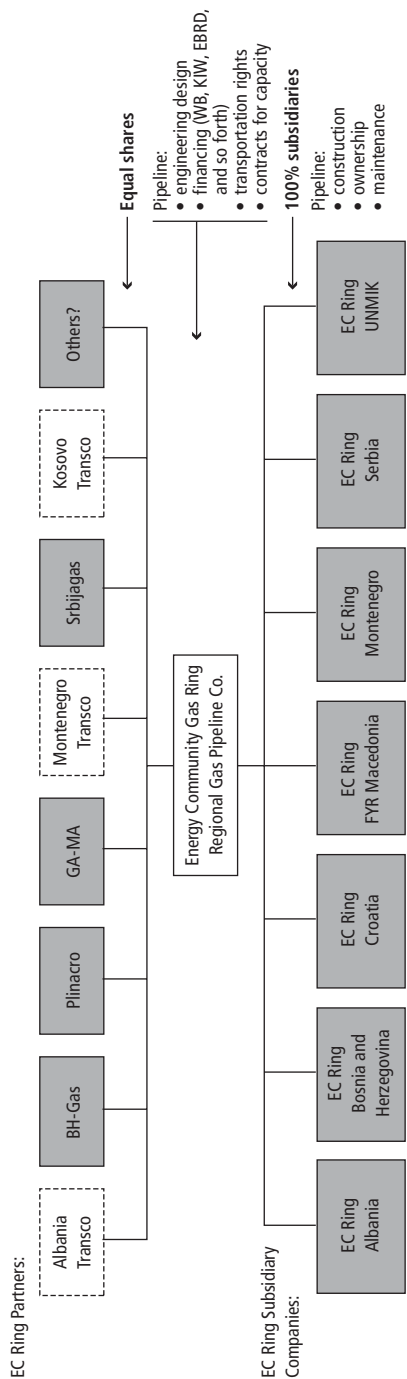 EC Ring Partners:
Albania
Transco
BH-Gas
Plinacro
GA-MA
Montenegro
Transco
Srbijagas
Kosovo
Transco
Others?
Equal shares
Energy Community Gas Ring
Regional Gas Pipeline Co.
Pipeline:
• engineering design
• financing (WB, KIW, EBRD,
and so forth)
• transportation rights
• contracts for capacity
100% subsidiaries
EC Ring Subsidiary
Companies:
EC Ring
Albania
EC Ring
Bosnia and
Herzegovina
EC Ring
Croatia
EC Ring
FYR Macedonia
EC Ring
Montenegro
EC Ring
Serbia
EC Ring
UNMIK
Pipeline:
• construction
• ownership
• maintenance